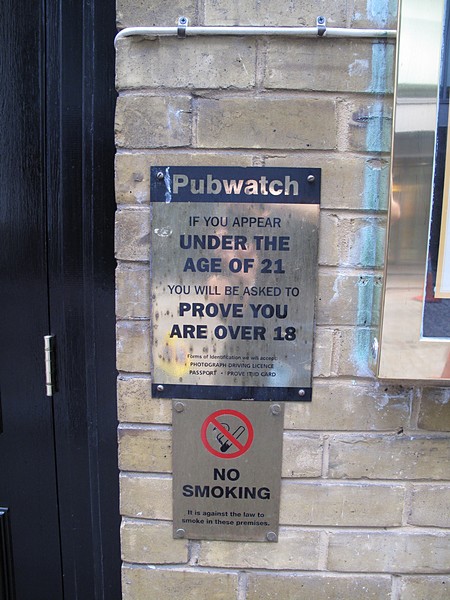 Pubwatch
IF YOU APPEAR
UNDER THE
AGE OF 21
YOU WILL BE ASKED TO
PROVE YOU
ARE OVER 18
Forms of Identification we will accept:
PHOTOGRAPH DRIVING LICENCE
PASSPORT • PROVE IT ID CARD
NO
SMOKING
It is against the law to
smoke in these premises.